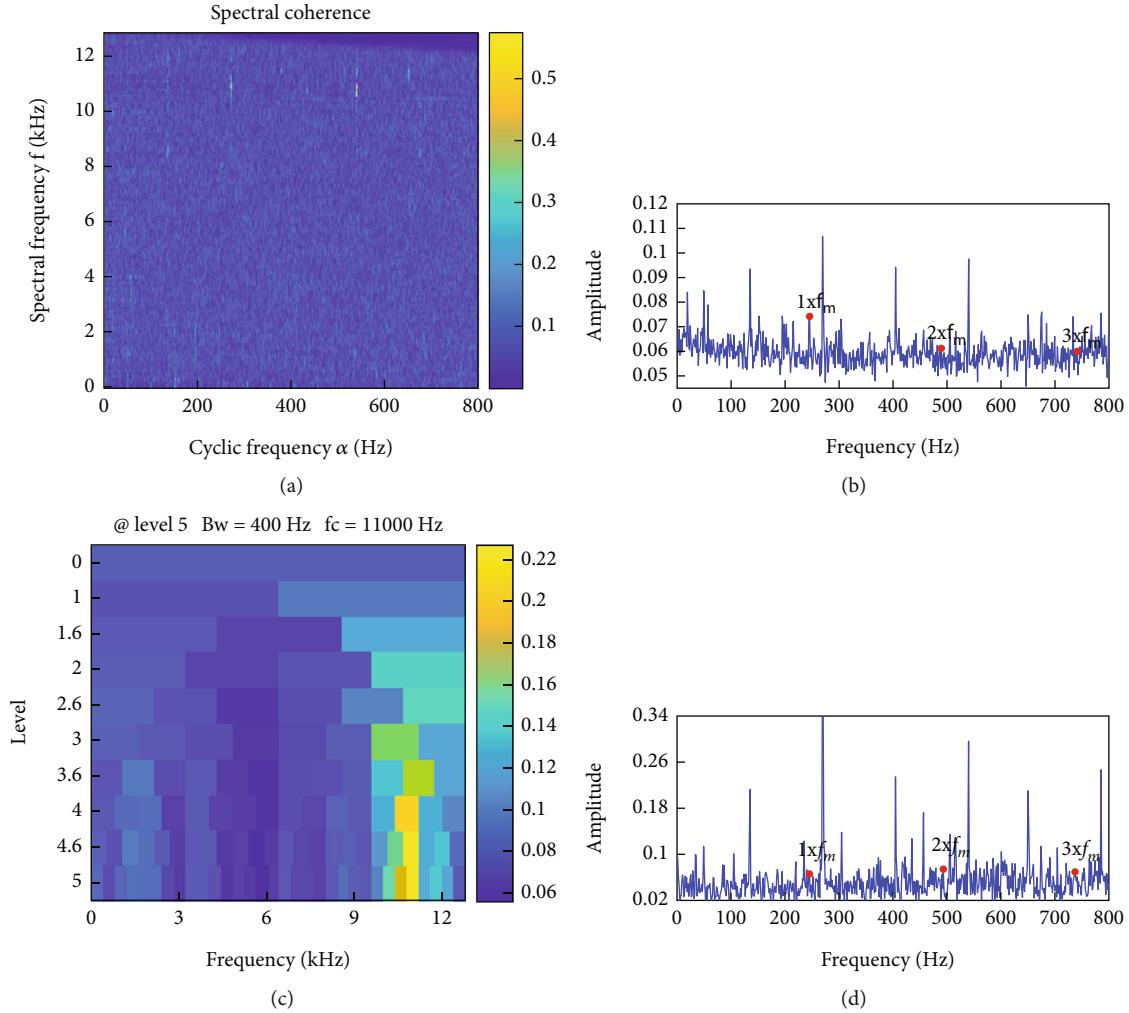 Spectral coherence
12
10
8
6
4
2
0
Spectral frequency f (kHz)
0
200
400
600
800
Cyclic frequency α (Hz)
0.5
0.4
0.3
0.2
0.1
(a)
0.12
0.11
0.1
0.09
0.08
0.07
0.06
0.05
Amplitude
1xf_m
2xf_m
3xf_m
0 100 200 300 400 500 600 700 800
Frequency (Hz)
(b)
@ level 5 Bw = 400 Hz fc = 11000 Hz
0
1
1.6
2
2.6
3
3.6
4
4.6
5
Level
0 3 6 9 12
Frequency (kHz)
0.22
0.2
0.18
0.16
0.14
0.12
0.1
0.08
0.06
(c)
0.34
0.26
0.18
0.1
0.02
Amplitude
1xf_m
2xf_m
3xf_m
0 100 200 300 400 500 600 700 800
Frequency (Hz)
(d)